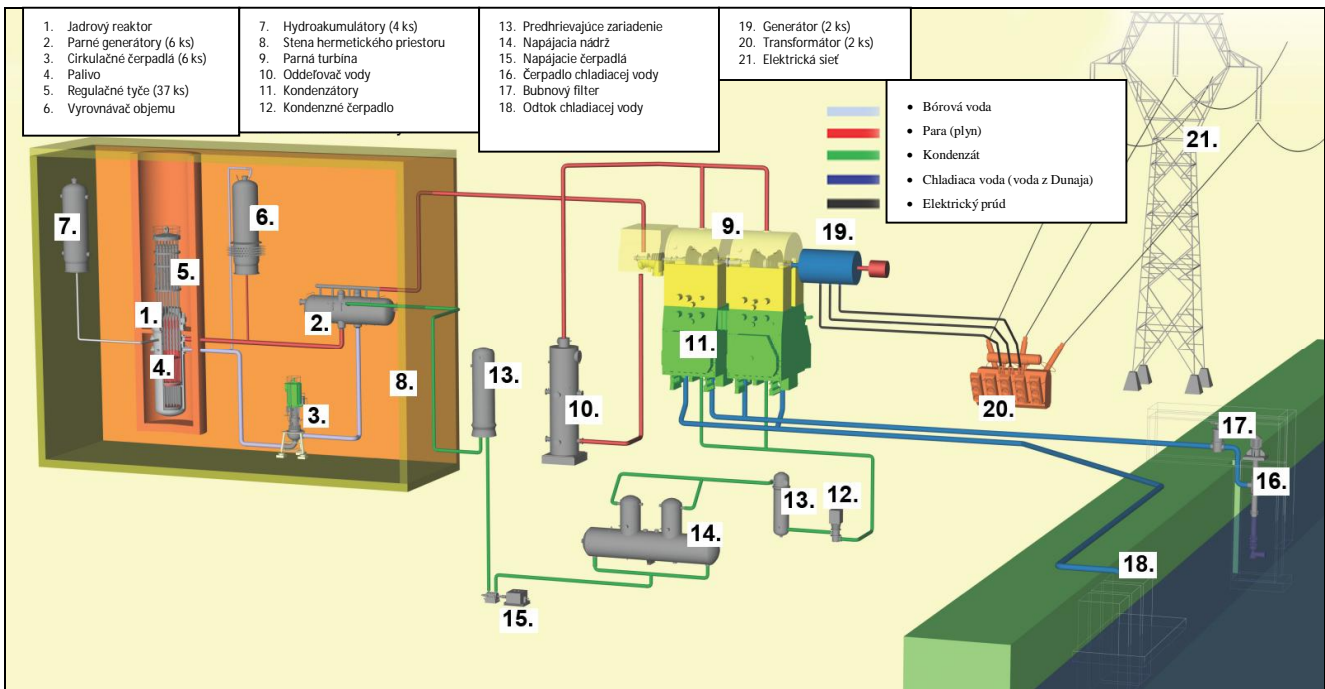 1. Jadrový reaktor
2. Parné generátory (6 ks)
3. Cirkulačné čerpadlá (6 ks)
4. Palivo
5. Regulačné tyče (37 ks)
6. Vyrovnávač objemu
7. Hydroakumulátory (4 ks)
8. Stena hermetického priestoru
9. Parná turbína
10. Oddeľovač vody
11. Kondenzátory
12. Kondenzné čerpadlo
13. Predhrievajúce zariadenie
14. Napájacia nádrž
15. Napájacie čerpadlá
16. Čerpadlo chladiacej vody
17. Bubnový filter
18. Odtok chladiacej vody
19. Generátor (2 ks)
20. Transformátor (2 ks)
21. Elektrická sieť
• Bórová voda
• Para (plyn)
• Kondenzát
• Chladiaca voda (voda z Dunaja)
• Elektrický prúd
21.
7.
6.
9.
19.
5.
1.
2.
4.
3.
8.
13.
10.
11.
20.
17.
16.
13.
12.
14.
18.
15.